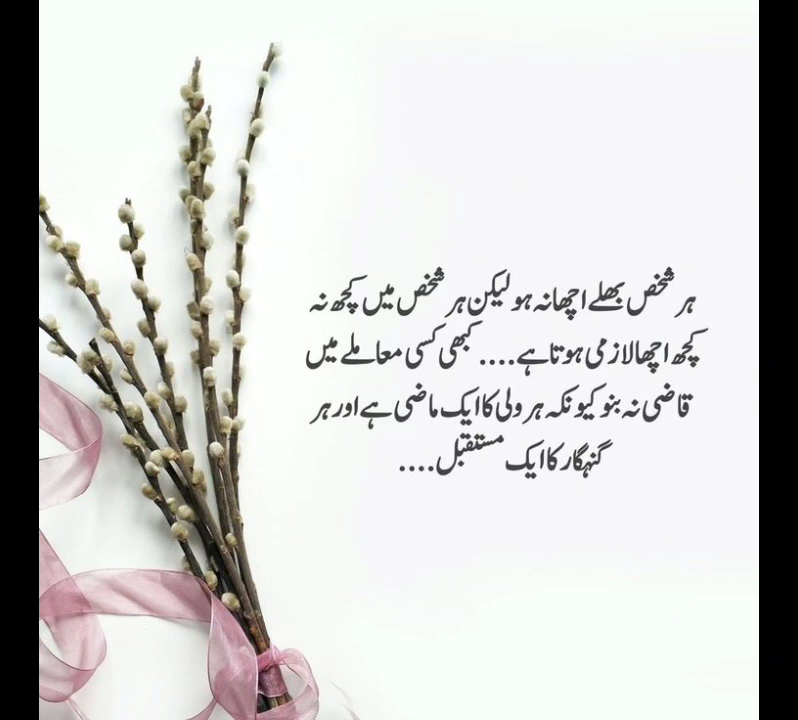 ہر شخص بھلے اچھا نہ ہو لیکن ہر شخص میں کچھ نہ
کچھ اچھا لازمی ہوتا ہے.... کبھی کسی معاملے میں
قاضی نہ بنو کیونکہ ہر ولی کا ایک ماضی ہے اور ہر
گنہگار کا ایک مستقبل....